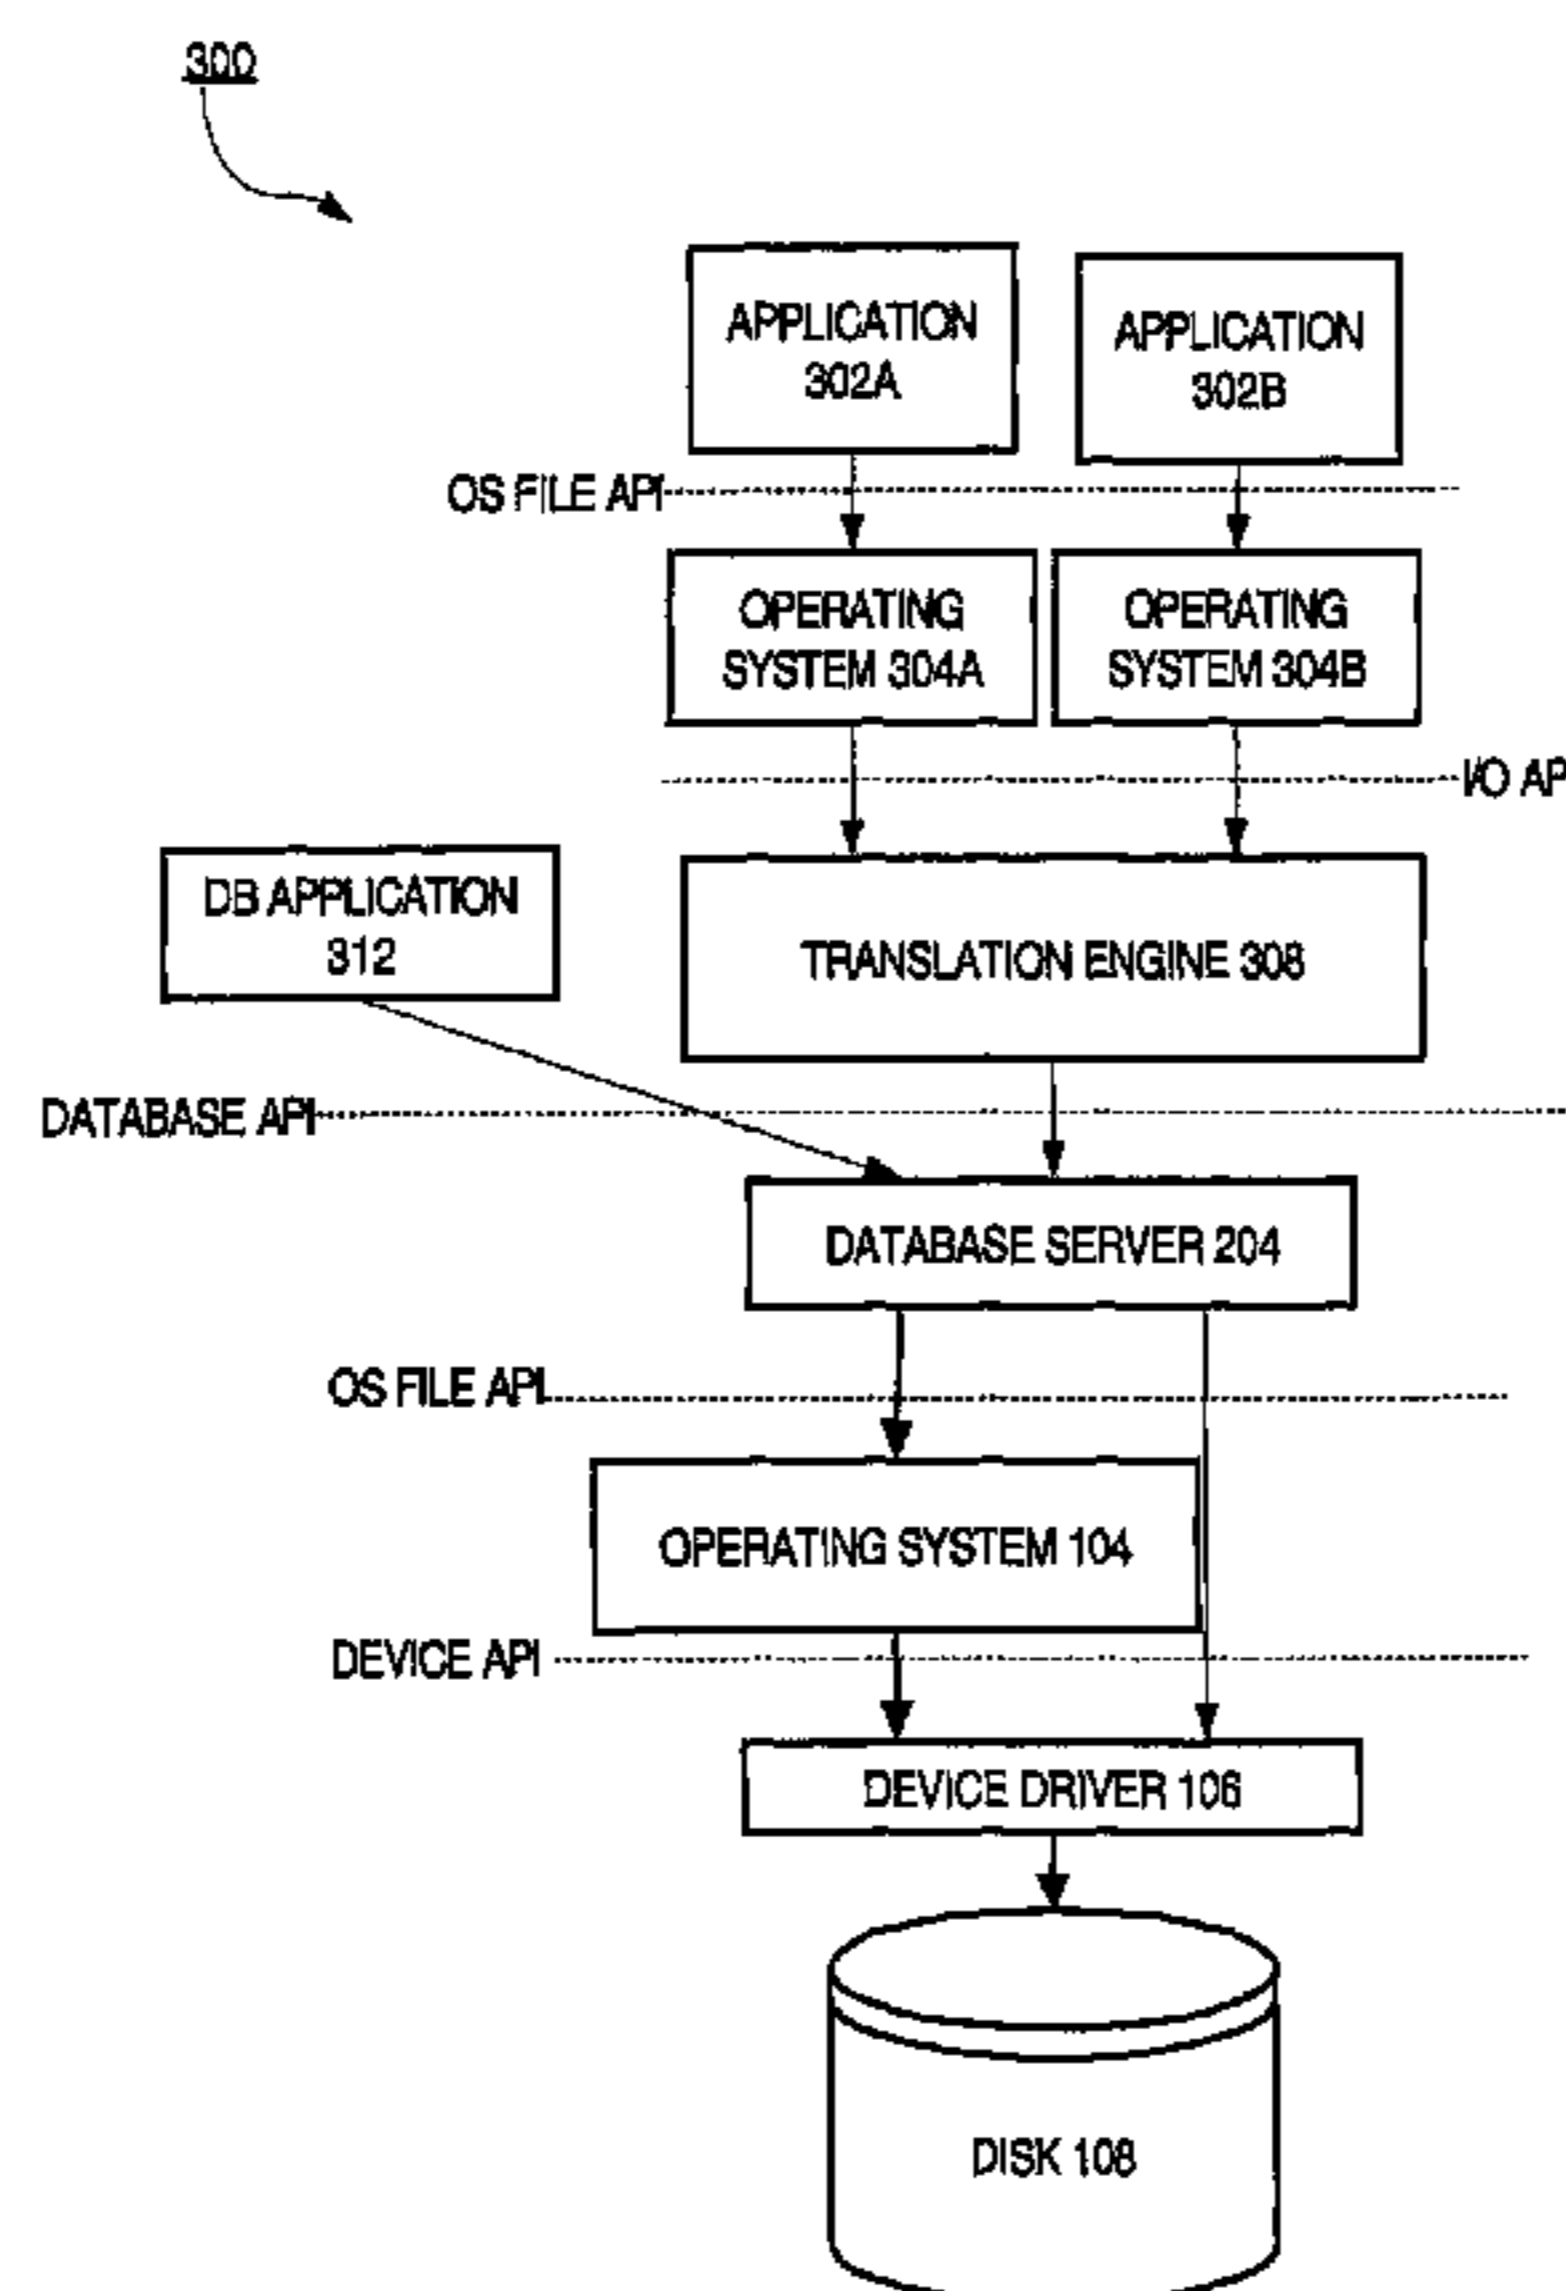 300
APPLICATION
302A
APPLICATION
302B
OS FILE API
OPERATING
SYSTEM 304A
OPERATING
SYSTEM 304B
I/O AP
DB APPLICATION
312
TRANSLATION ENGINE 308
DATABASE API
DATABASE SERVER 204
OS FILE API
OPERATING SYSTEM 104
DEVICE API
DEVICE DRIVER 106
DISK 108